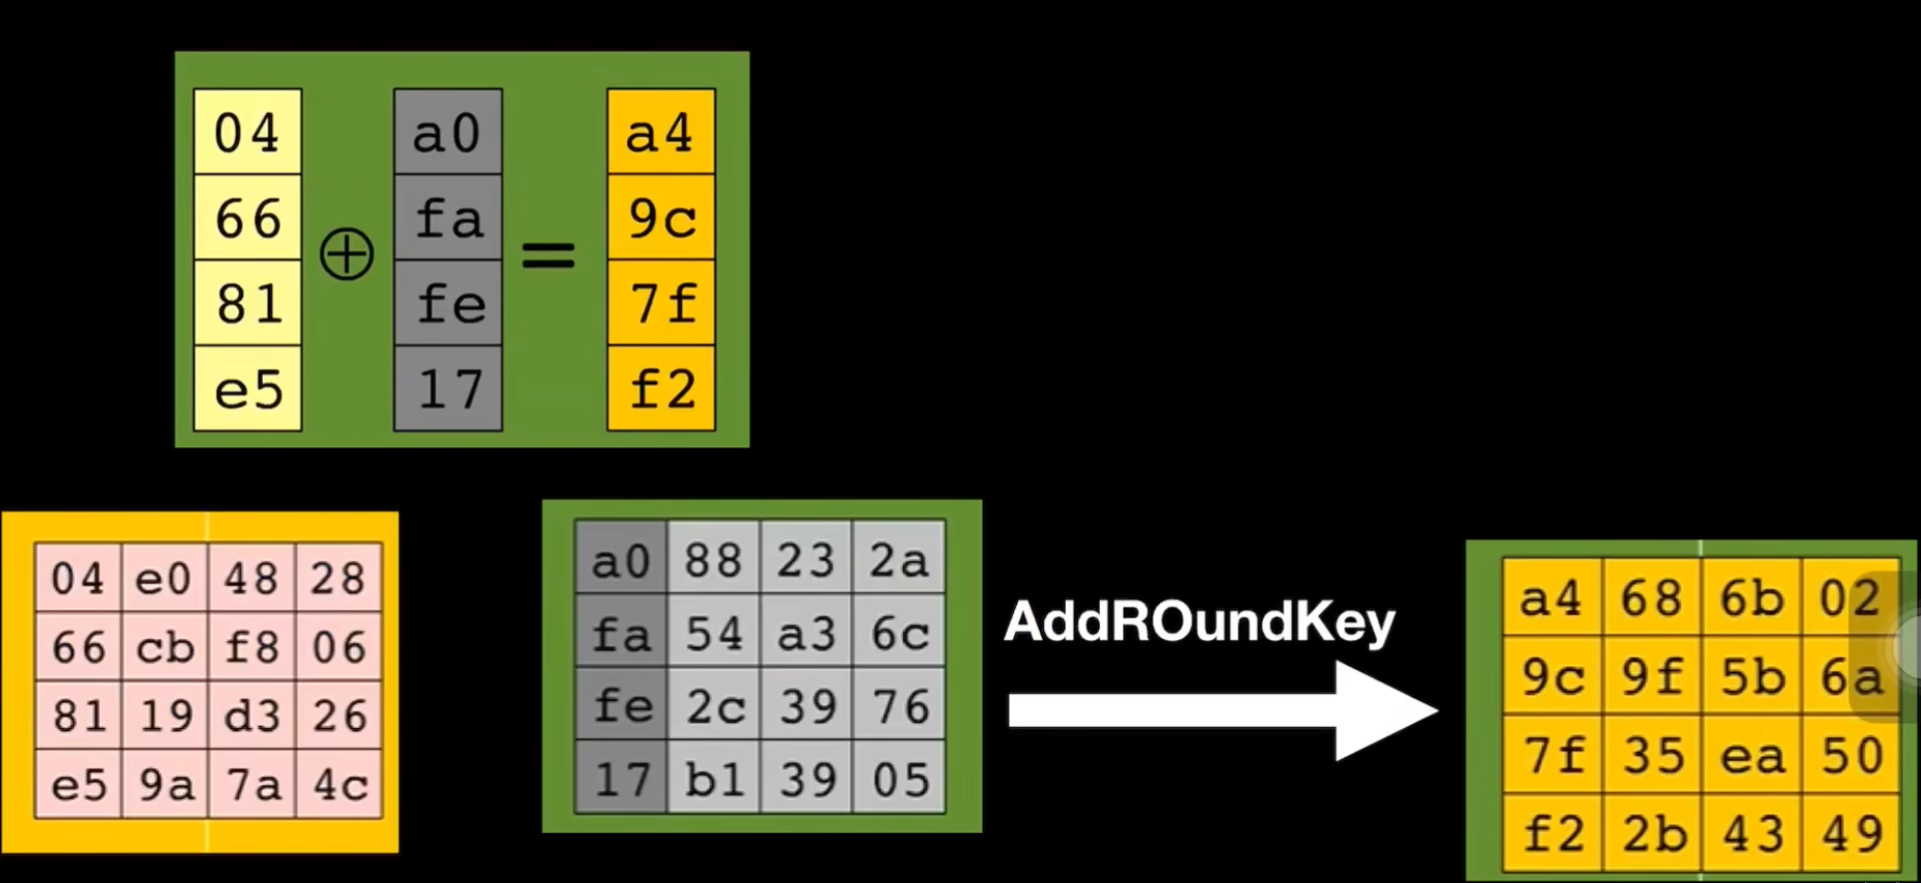 04 ⊕ a0 = a4
66 fa 9c
81 fe 7f
e5 17 f2
04 e0 48 28
66 cb f8 06
81 19 d3 26
e5 9a 7a 4c
a0 88 23 2a
fa 54 a3 6c
fe 2c 39 76
17 b1 39 05
AddROundKey
a4 68 6b 02
9c 9f 5b 6a
7f 35 ea 50
f2 2b 43 49